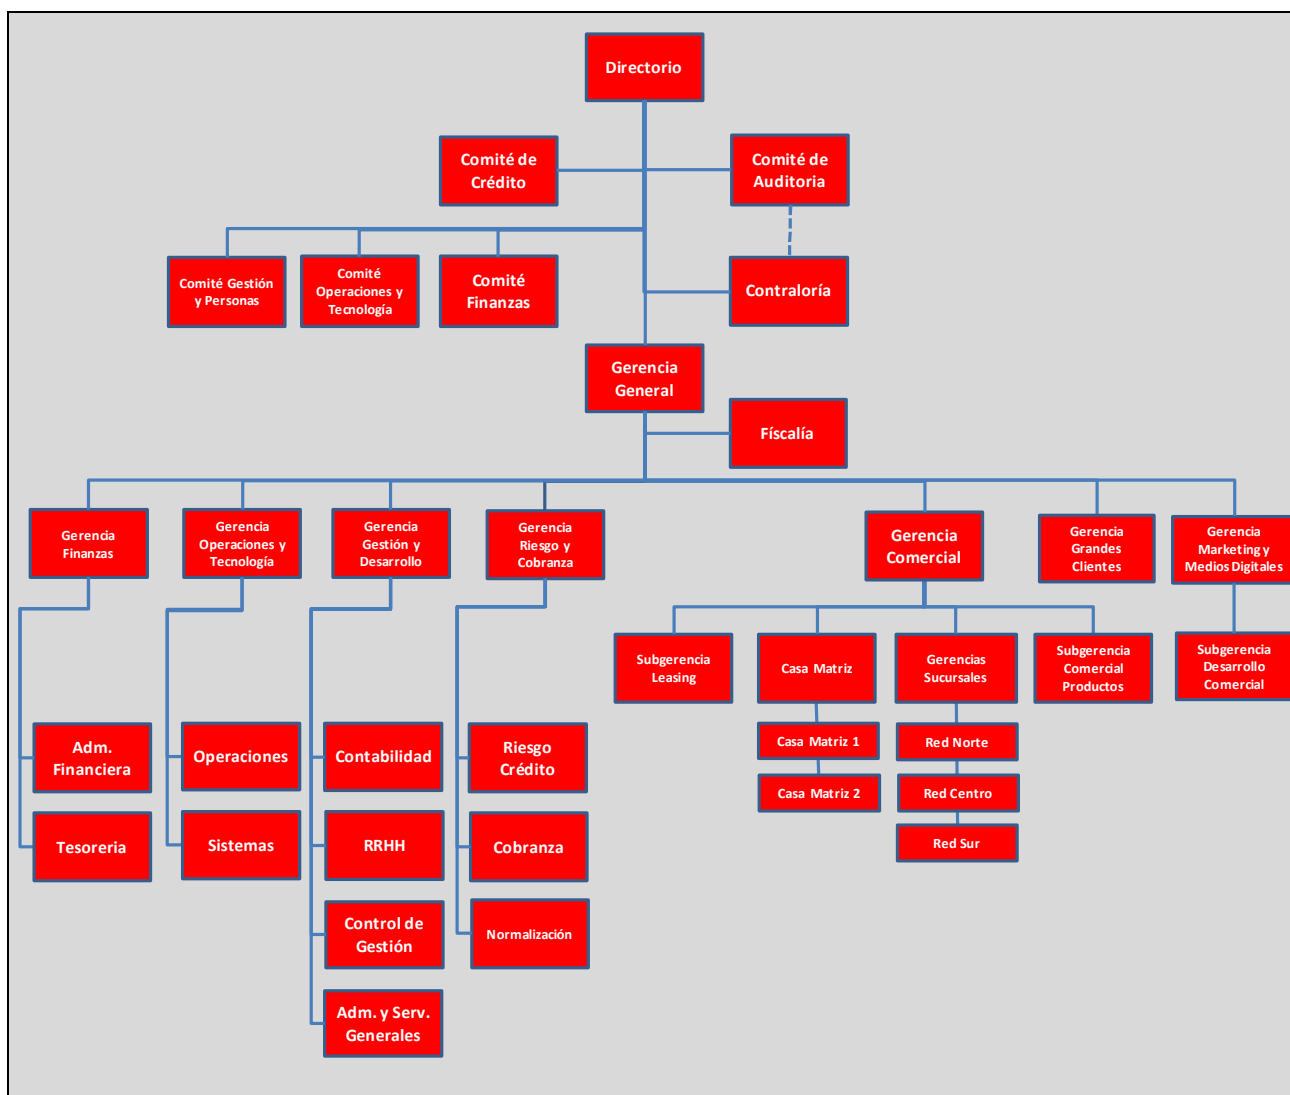 Directorio
Comité de
Crédito
Comité de
Auditoria
Comité Gestión
y Personas
Comité
Operaciones y
Tecnología
Comité
Finanzas
Contraloría
Gerencia
General
Físcalía
Gerencia
Finanzas
Gerencia
Operaciones y
Tecnología
Gerencia
Gestión y
Desarrollo
Gerencia
Riesgo y
Cobranza
Gerencia
Comercial
Gerencia
Grandes
Clientes
Gerencia
Marketing y
Medios Digitales
Subgerencia
Leasing
Casa Matriz
Gerencias
Sucursales
Subgerencia
Comercial
Productos
Subgerencia
Desarrollo
Comercial
Adm.
Financiera
Operaciones
Contabilidad
Riesgo
Crédito
Casa Matriz 1
Red Norte
Casa Matriz 2
Red Centro
Tesoreria
Sistemas
RRHH
Cobranza
Red Sur
Control de
Gestión
Normalización
Adm. y Serv.
Generales